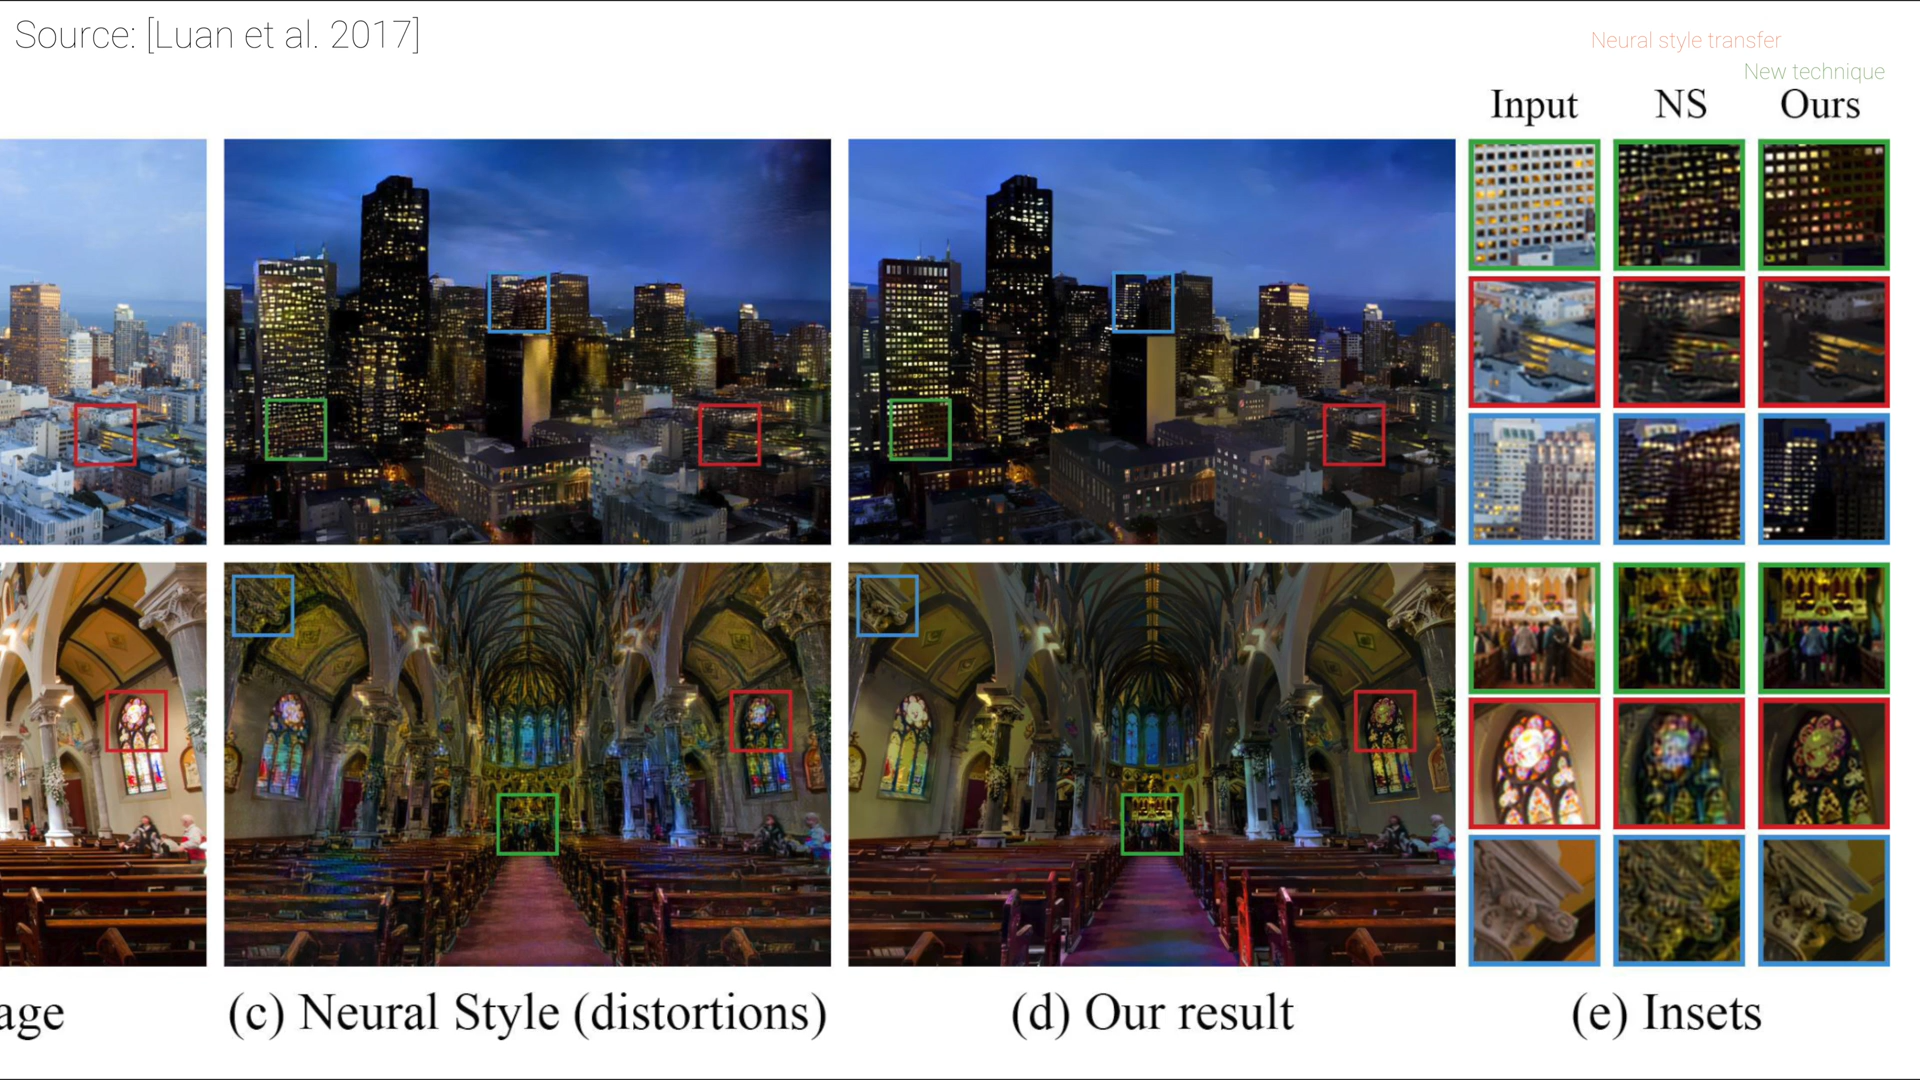 Source: [Luan et al. 2017]
Neural style transfer
New technique
Input NS Ours
age
(c) Neural Style (distortions)
(d) Our result
(e) Insets